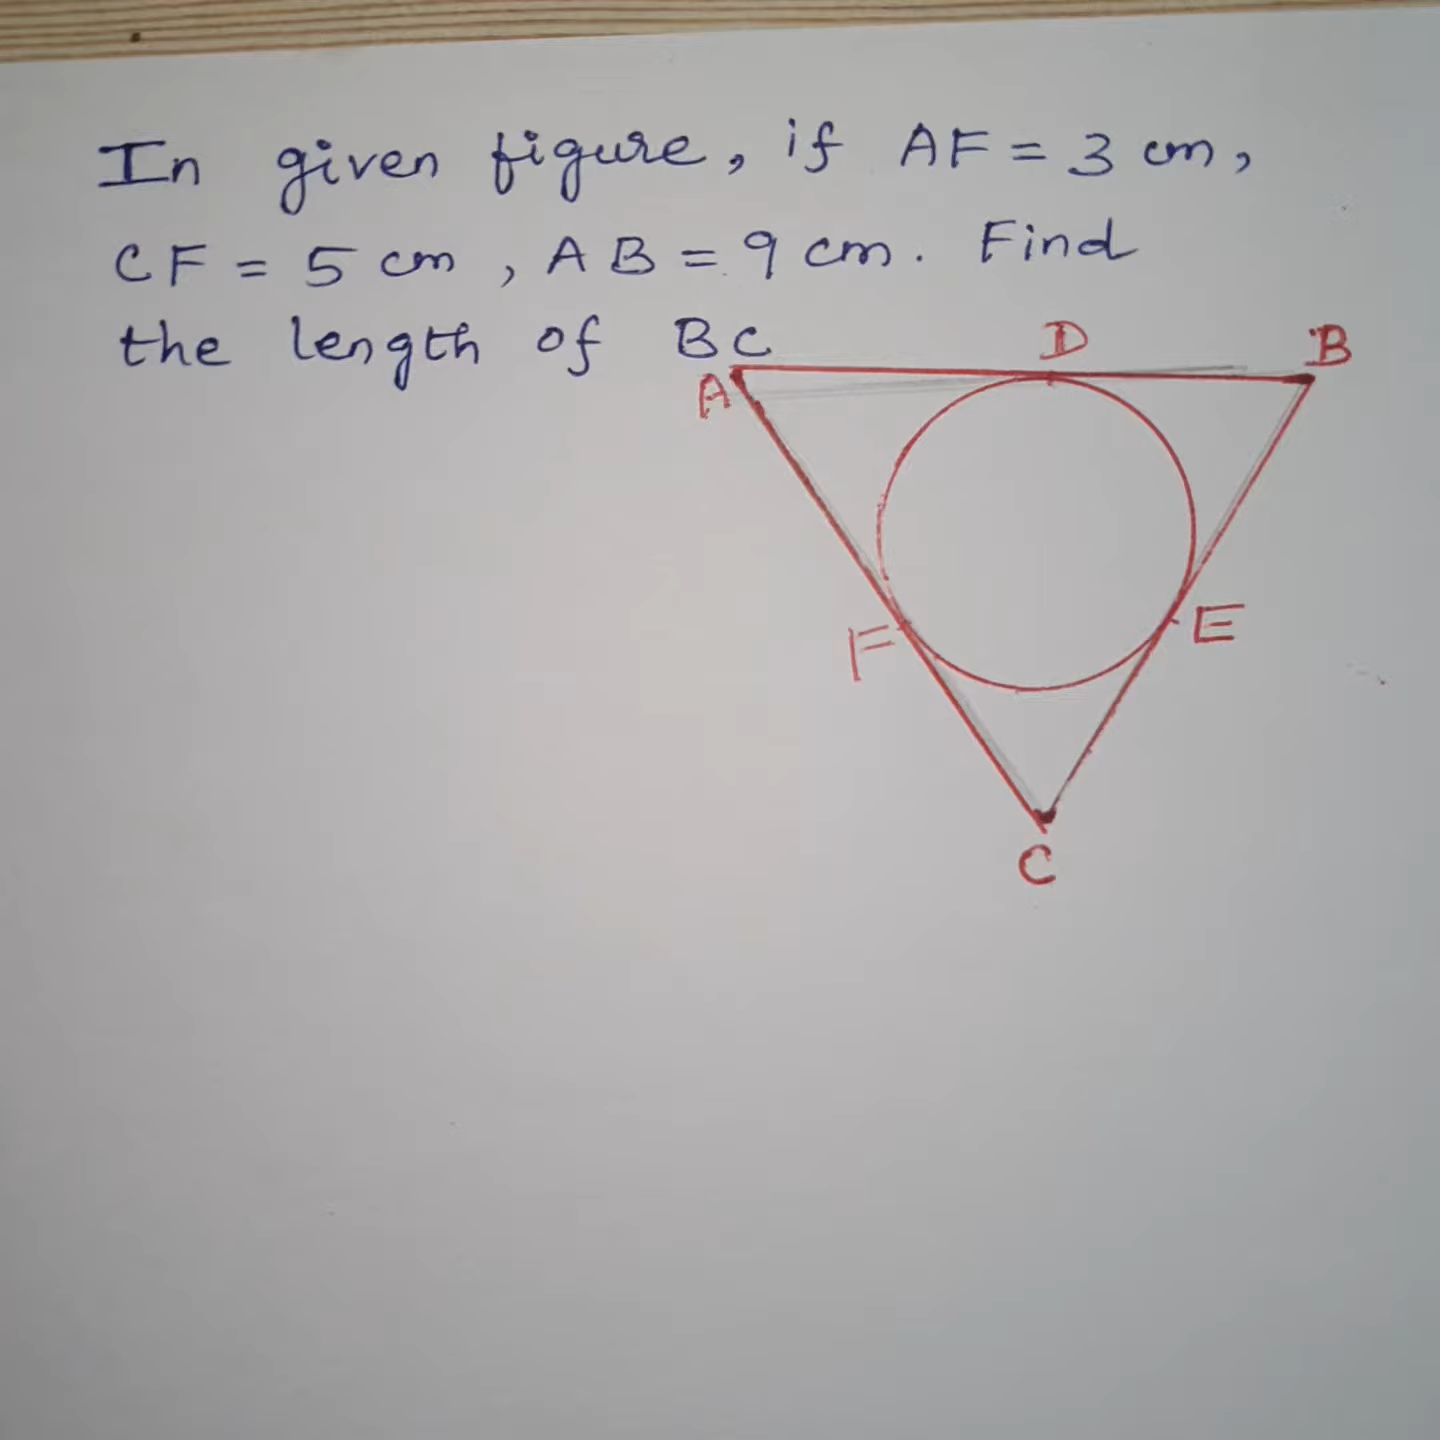 In given figure, if AF = 3 cm,
CF = 5 cm, AB = 9 cm. Find
the length of BC
D
B
A
E
F
C